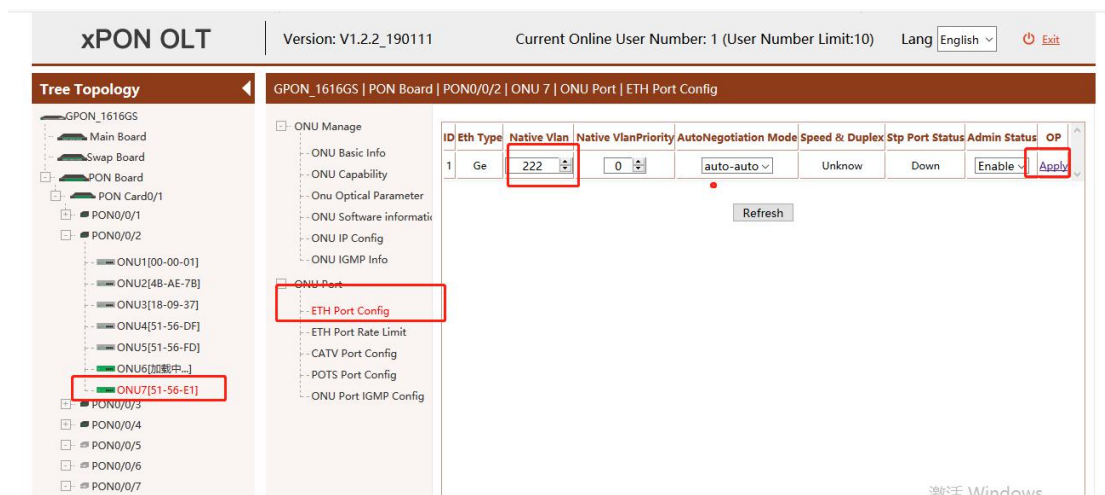 xPON OLT
Version: V1.2.2_190111
Current Online User Number: 1 (User Number Limit:10)
Lang English
Exit
Tree Topology
GPON_1616GS
Main Board
Swap Board
PON Board
PON Card0/1
PON0/0/1
PON0/0/2
ONU1[00-00-01]
ONU2[4B-AE-7B]
ONU3[18-09-37]
ONU4[51-56-DF]
ONU5[51-56-FD]
ONU6[加载中...]
ONU7[51-56-E1]
PON0/0/3
PON0/0/4
PON0/0/5
PON0/0/6
PON0/0/7
GPON_1616GS | PON Board | PON0/0/2 | ONU 7 | ONU Port | ETH Port Config
ONU Manage
ONU Basic Info
ONU Capability
Onu Optical Parameter
ONU Software informatic
ONU IP Config
ONU IGMP Info
ONU Port
ETH Port Config
ETH Port Rate Limit
CATV Port Config
POTS Port Config
ONU Port IGMP Config
ID Eth Type Native Vlan Native VlanPriority AutoNegotiation Mode Speed & Duplex Stp Port Status Admin Status OP
1 Ge 222 0 auto-auto Unknow Down Enable Apply
Refresh
激活 Windows